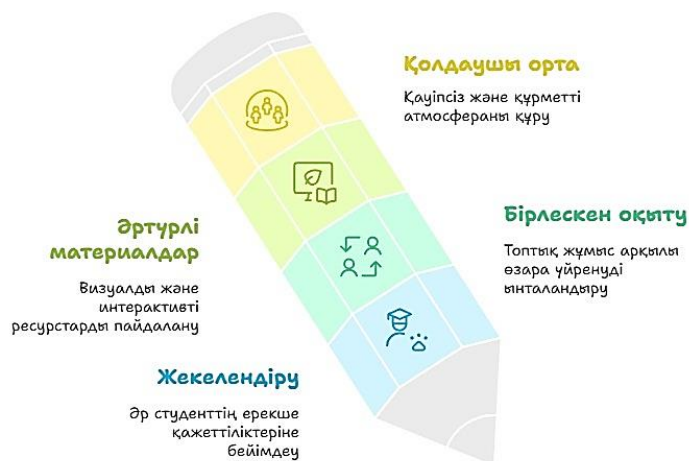 Қолдаушы орта
Қауіпсіз және құрметті
атмосфераны құру
Әртүрлі
материалдар
Визуалды және
интерактивті
ресурстарды пайдалану
Бірлескен оқыту
Топтық жұмыс арқылы
өзара үйренуді
ынталандыру
Жекелендіру
Әр студенттің ерекше
қажеттіліктеріне
бейімдеу